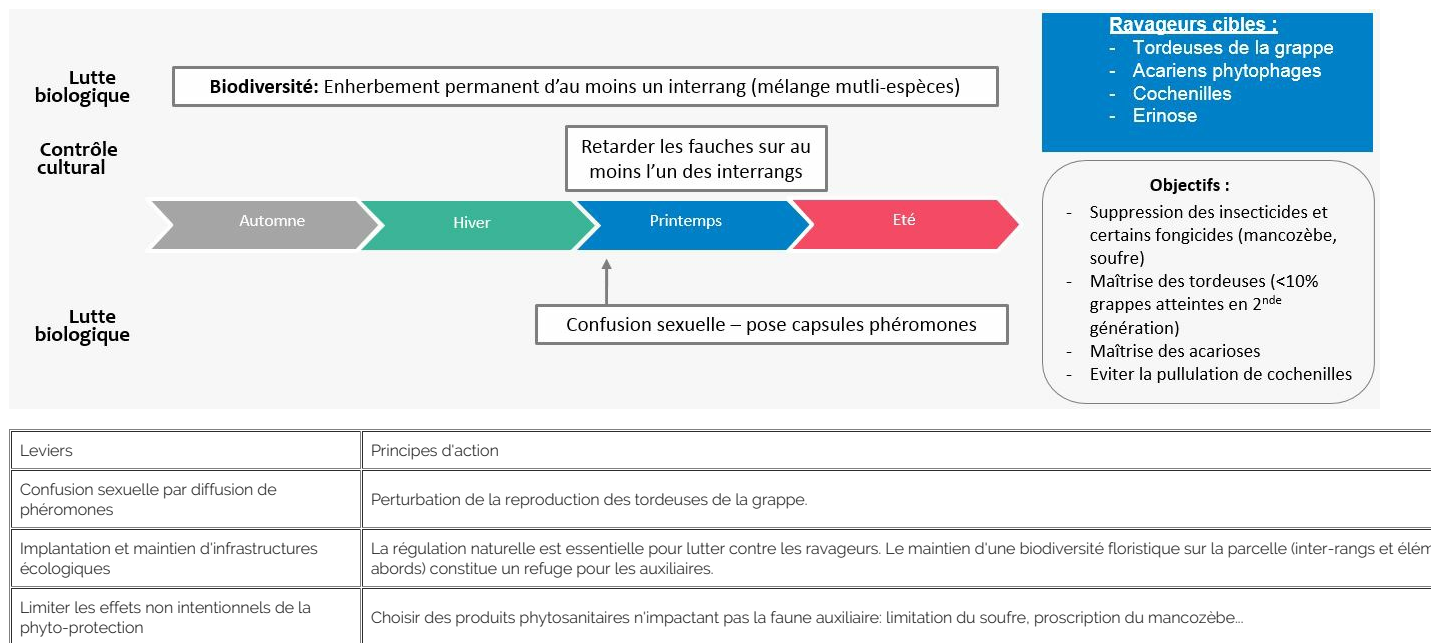 Lutte
biologique
Biodiversité: Enherbement permanent d'au moins un interrang (mélange mutli-espèces)
Contrôle
cultural
Retarder les fauches sur au
moins l'un des interrangs
Automne
Hiver
Printemps
Eté
Lutte
biologique
Confusion sexuelle – pose capsules phéromones
Ravageurs cibles :
- Tordeuses de la grappe
- Acariens phytophages
- Cochenilles
- Erinose
Objectifs :
- Suppression des insecticides et
certains fongicides (mancozèbe,
soufre)
- Maîtrise des tordeuses (<10%
grappes atteintes en 2nde
génération)
- Maîtrise des acarioses
- Eviter la pullulation de cochenilles
Leviers
Principes d'action
Confusion sexuelle par diffusion de
phéromones
Perturbation de la reproduction des tordeuses de la grappe.
Implantation et maintien d'infrastructures
écologiques
La régulation naturelle est essentielle pour lutter contre les ravageurs. Le maintien d'une biodiversité floristique sur la parcelle (inter-rangs et
abords) constitue un refuge pour les auxiliaires.
Limiter les effets non intentionnels de la
phyto-protection
Choisir des produits phytosanitaires n'impactant pas la faune auxiliaire: limitation du soufre, proscription du mancozèbe...